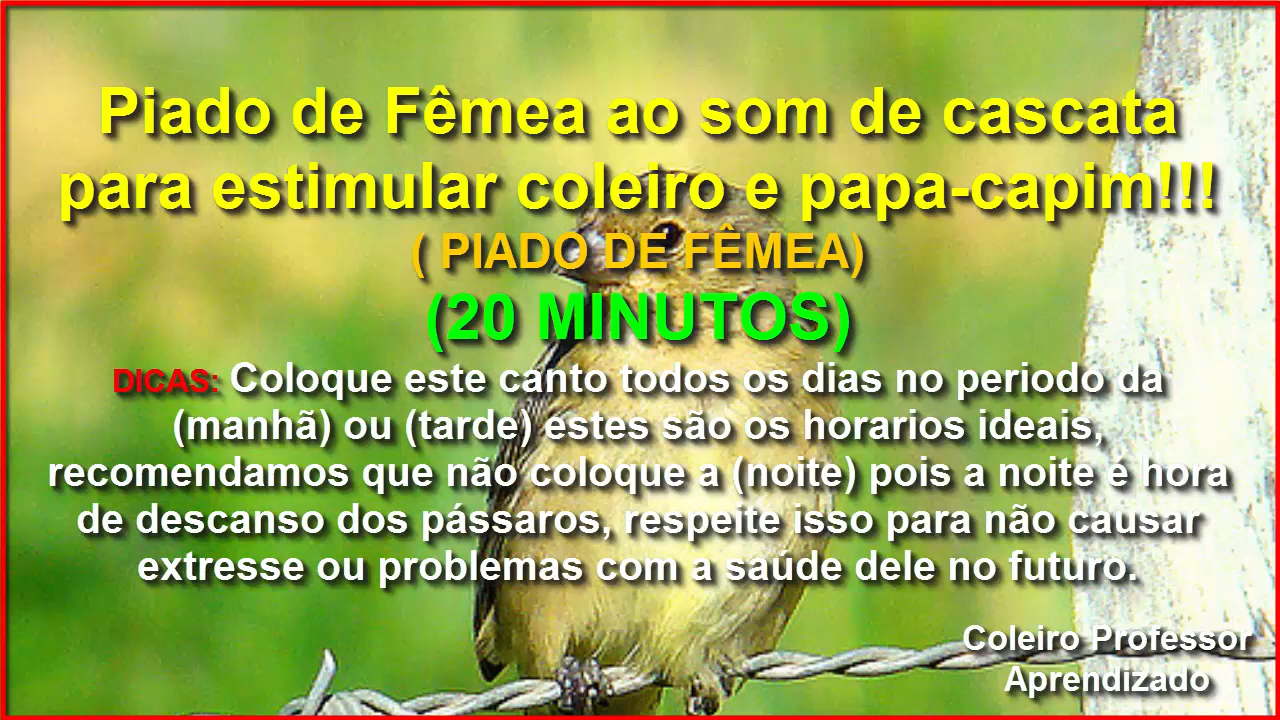 Piado de Fêmea ao som de cascata
para estimular coleiro e papa-capim!!!
( PIADO DE FÊMEA)
(20 MINUTOS)
DICAS: Coloque este canto todos os dias no periodo da
(manhã) ou (tarde) estes são os horarios ideais,
recomendamos que não coloque a (noite) pois a noite é hora
de descanso dos pássaros, respeite isso para não causar
extresse ou problemas com a saúde dele no futuro.
Coleiro Professor
Aprendizado